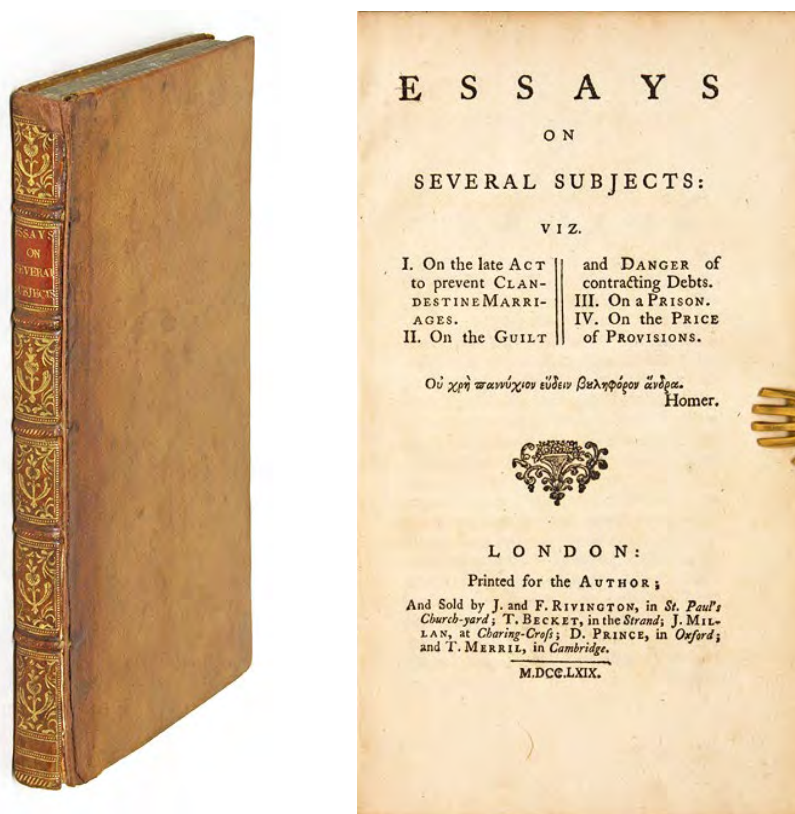 ESSAYS
ON
SEVERAL
SUBJECTS
ESSAYS
ON
SEVERAL SUBJECTS:
VIZ.
I. On the late ACT
to prevent CLAN-
DESTINE MARRI-
AGES.
II. On the GUILT
and DANGER of
contracting Debts.
III. On a PRISON.
IV. On the PRICE
of PROVISIONS.
Οὐ χρὴ ϖαννύχιον εὕδειν βȣληφόρον ἄνδρα.
Homer.
LONDON:
Printed for the AUTHOR;
And Sold by J. and F. RIVINGTON, in St. Paul's
Church-yard; T. BECKET, in the Strand; J. MIL-
LAN, at Charing-Croſs; D. PRINCE, in Oxford;
and T. MERRIL, in Cambridge.
M.DCC.LXIX.